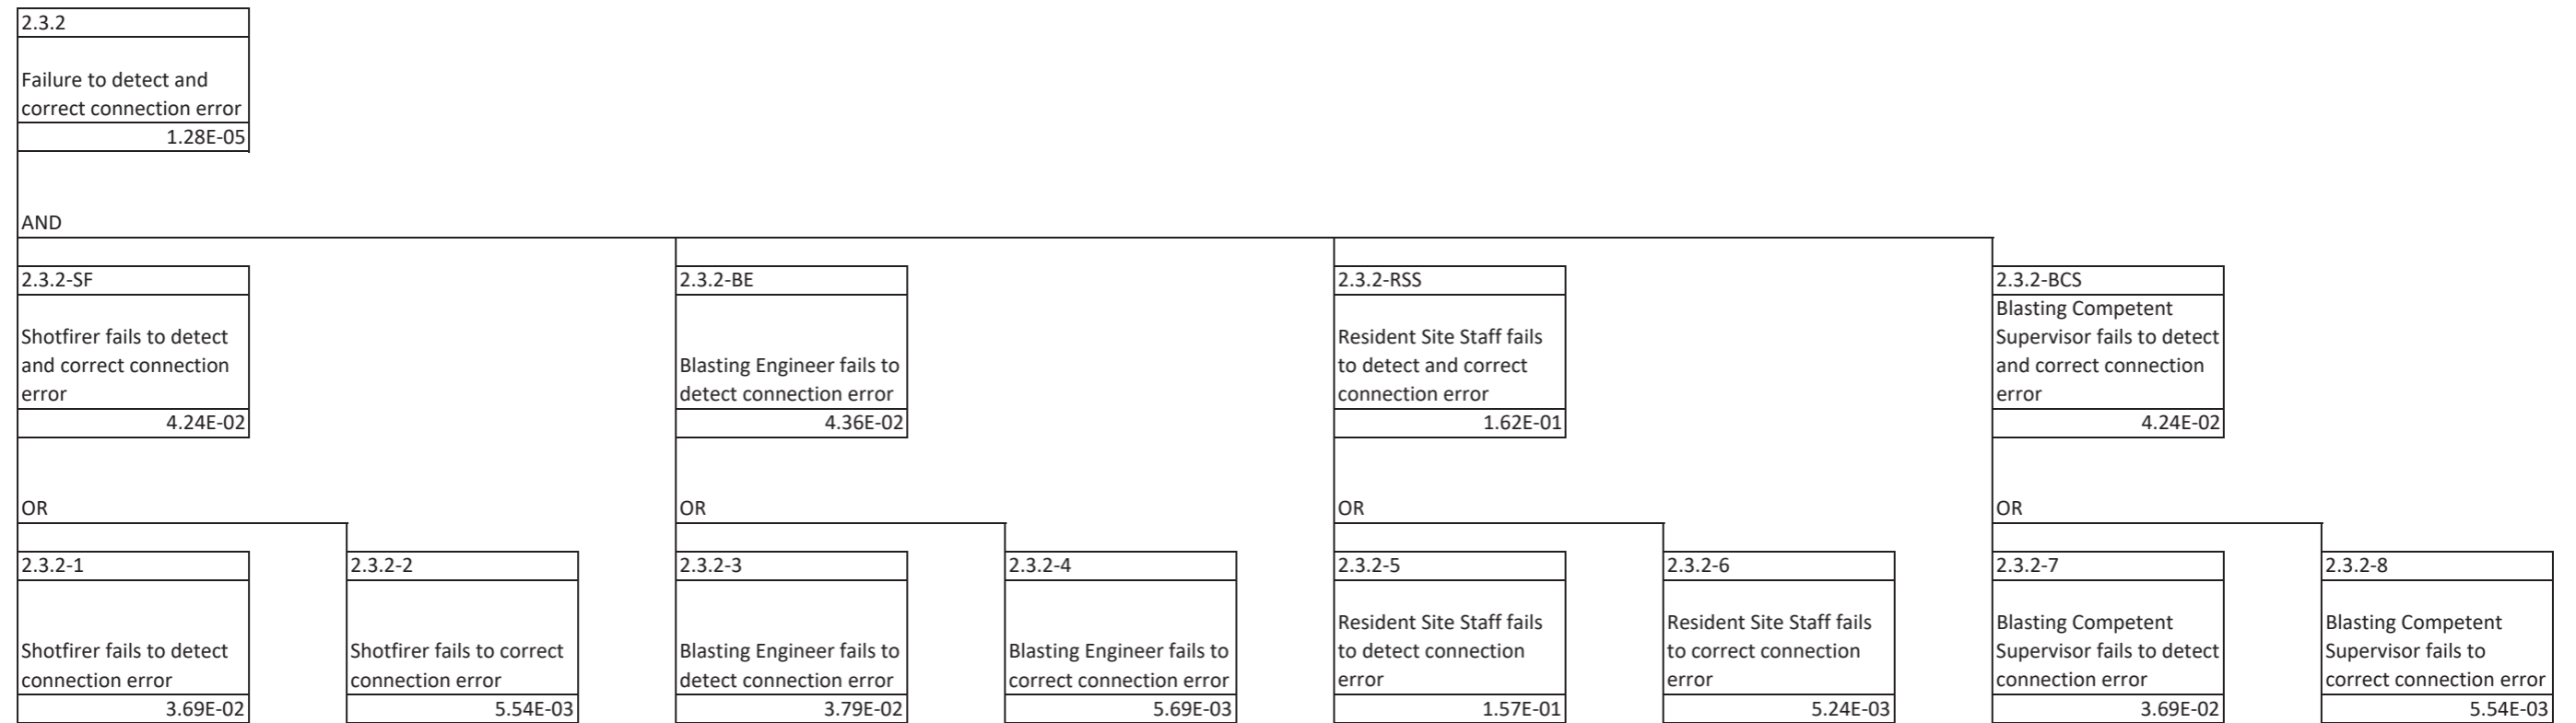 2.3.2
Failure to detect and
correct connection error
1.28E-05
AND
2.3.2-SF
Shotfirer fails to detect
and correct connection
error
4.24E-02
2.3.2-BE
Blasting Engineer fails to
detect connection error
4.36E-02
2.3.2-RSS
Resident Site Staff fails
to detect and correct
connection error
1.62E-01
2.3.2-BCS
Blasting Competent
Supervisor fails to detect
and correct connection
error
4.24E-02
OR
OR
OR
OR
2.3.2-1
Shotfirer fails to detect
connection error
3.69E-02
2.3.2-2
Shotfirer fails to correct
connection error
5.54E-03
2.3.2-3
Blasting Engineer fails to
detect connection error
3.79E-02
2.3.2-4
Blasting Engineer fails to
correct connection error
5.69E-03
2.3.2-5
Resident Site Staff fails
to detect connection
error
1.57E-01
2.3.2-6
Resident Site Staff fails
to correct connection
error
5.24E-03
2.3.2-7
Blasting Competent
Supervisor fails to detect
connection error
3.69E-02
2.3.2-8
Blasting Competent
Supervisor fails to
correct connection error
5.54E-03